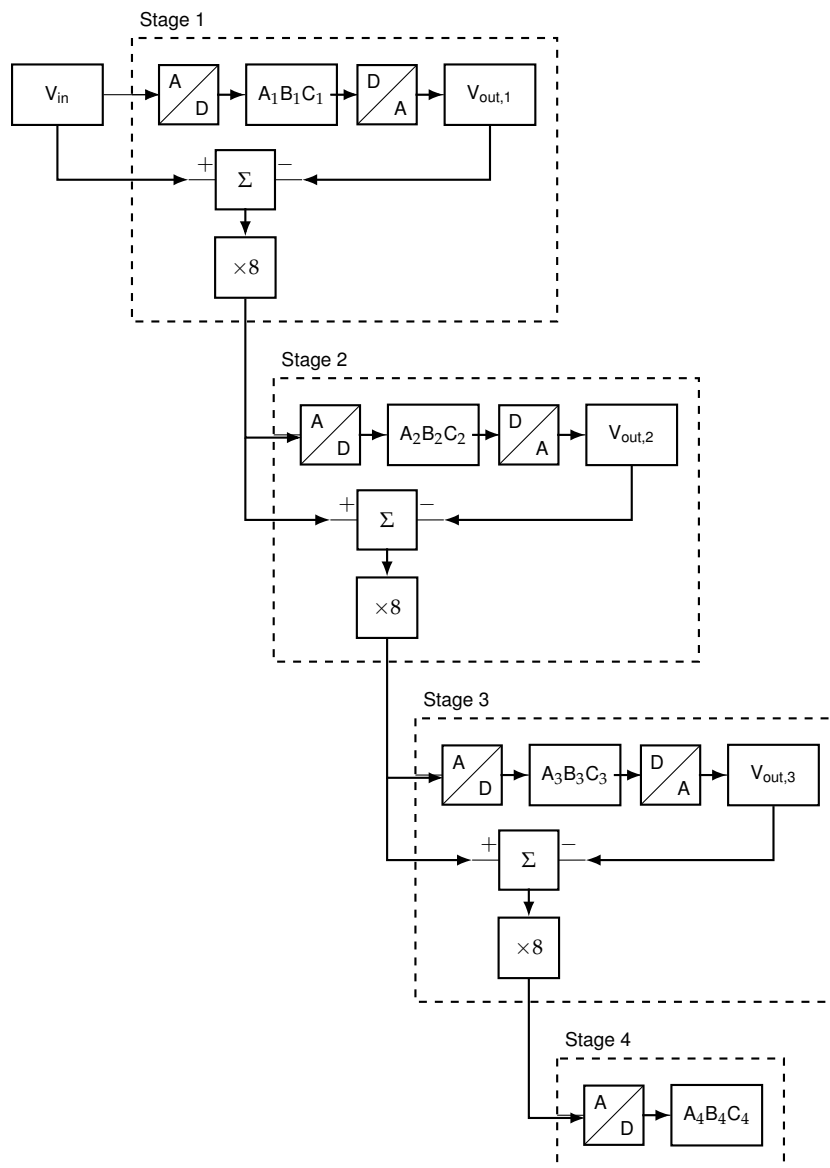 Stage 1
V_in
A
D
A₁B₁C₁
D
A
V_out,1
+
Σ
−
×8
Stage 2
A
D
A₂B₂C₂
D
A
V_out,2
+
Σ
−
×8
Stage 3
A
D
A₃B₃C₃
D
A
V_out,3
+
Σ
−
×8
Stage 4
A
D
A₄B₄C₄